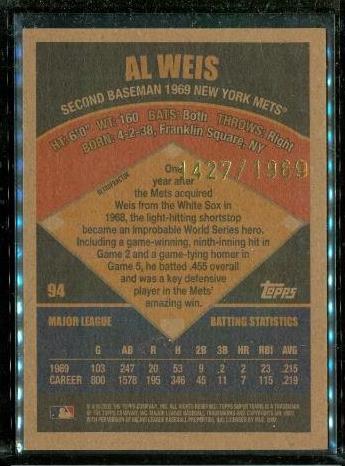 AL WEIS
SECOND BASEMAN 1969 NEW YORK METS®
HT: 6'0" WT: 160 BATS: Both THROWS: Right
BORN: 4-2-38, Franklin Square, NY
1427/1969
One
year after
the Mets acquired
Weis from the White Sox in
1968, the light-hitting shortstop
became an improbable World Series hero.
Including a game-winning, ninth-inning hit in
Game 2 and a game-tying homer in
Game 5, he batted .455 overall
and was a key defensive
player in the Mets'
amazing win.
94
TOPPS
MAJOR LEAGUE BATTING STATISTICS
G AB R H 2B 3B HR RBI AVG
1969 103 247 20 53 9 2 2 23 .215
CAREER 800 1578 195 346 45 11 7 115 .219